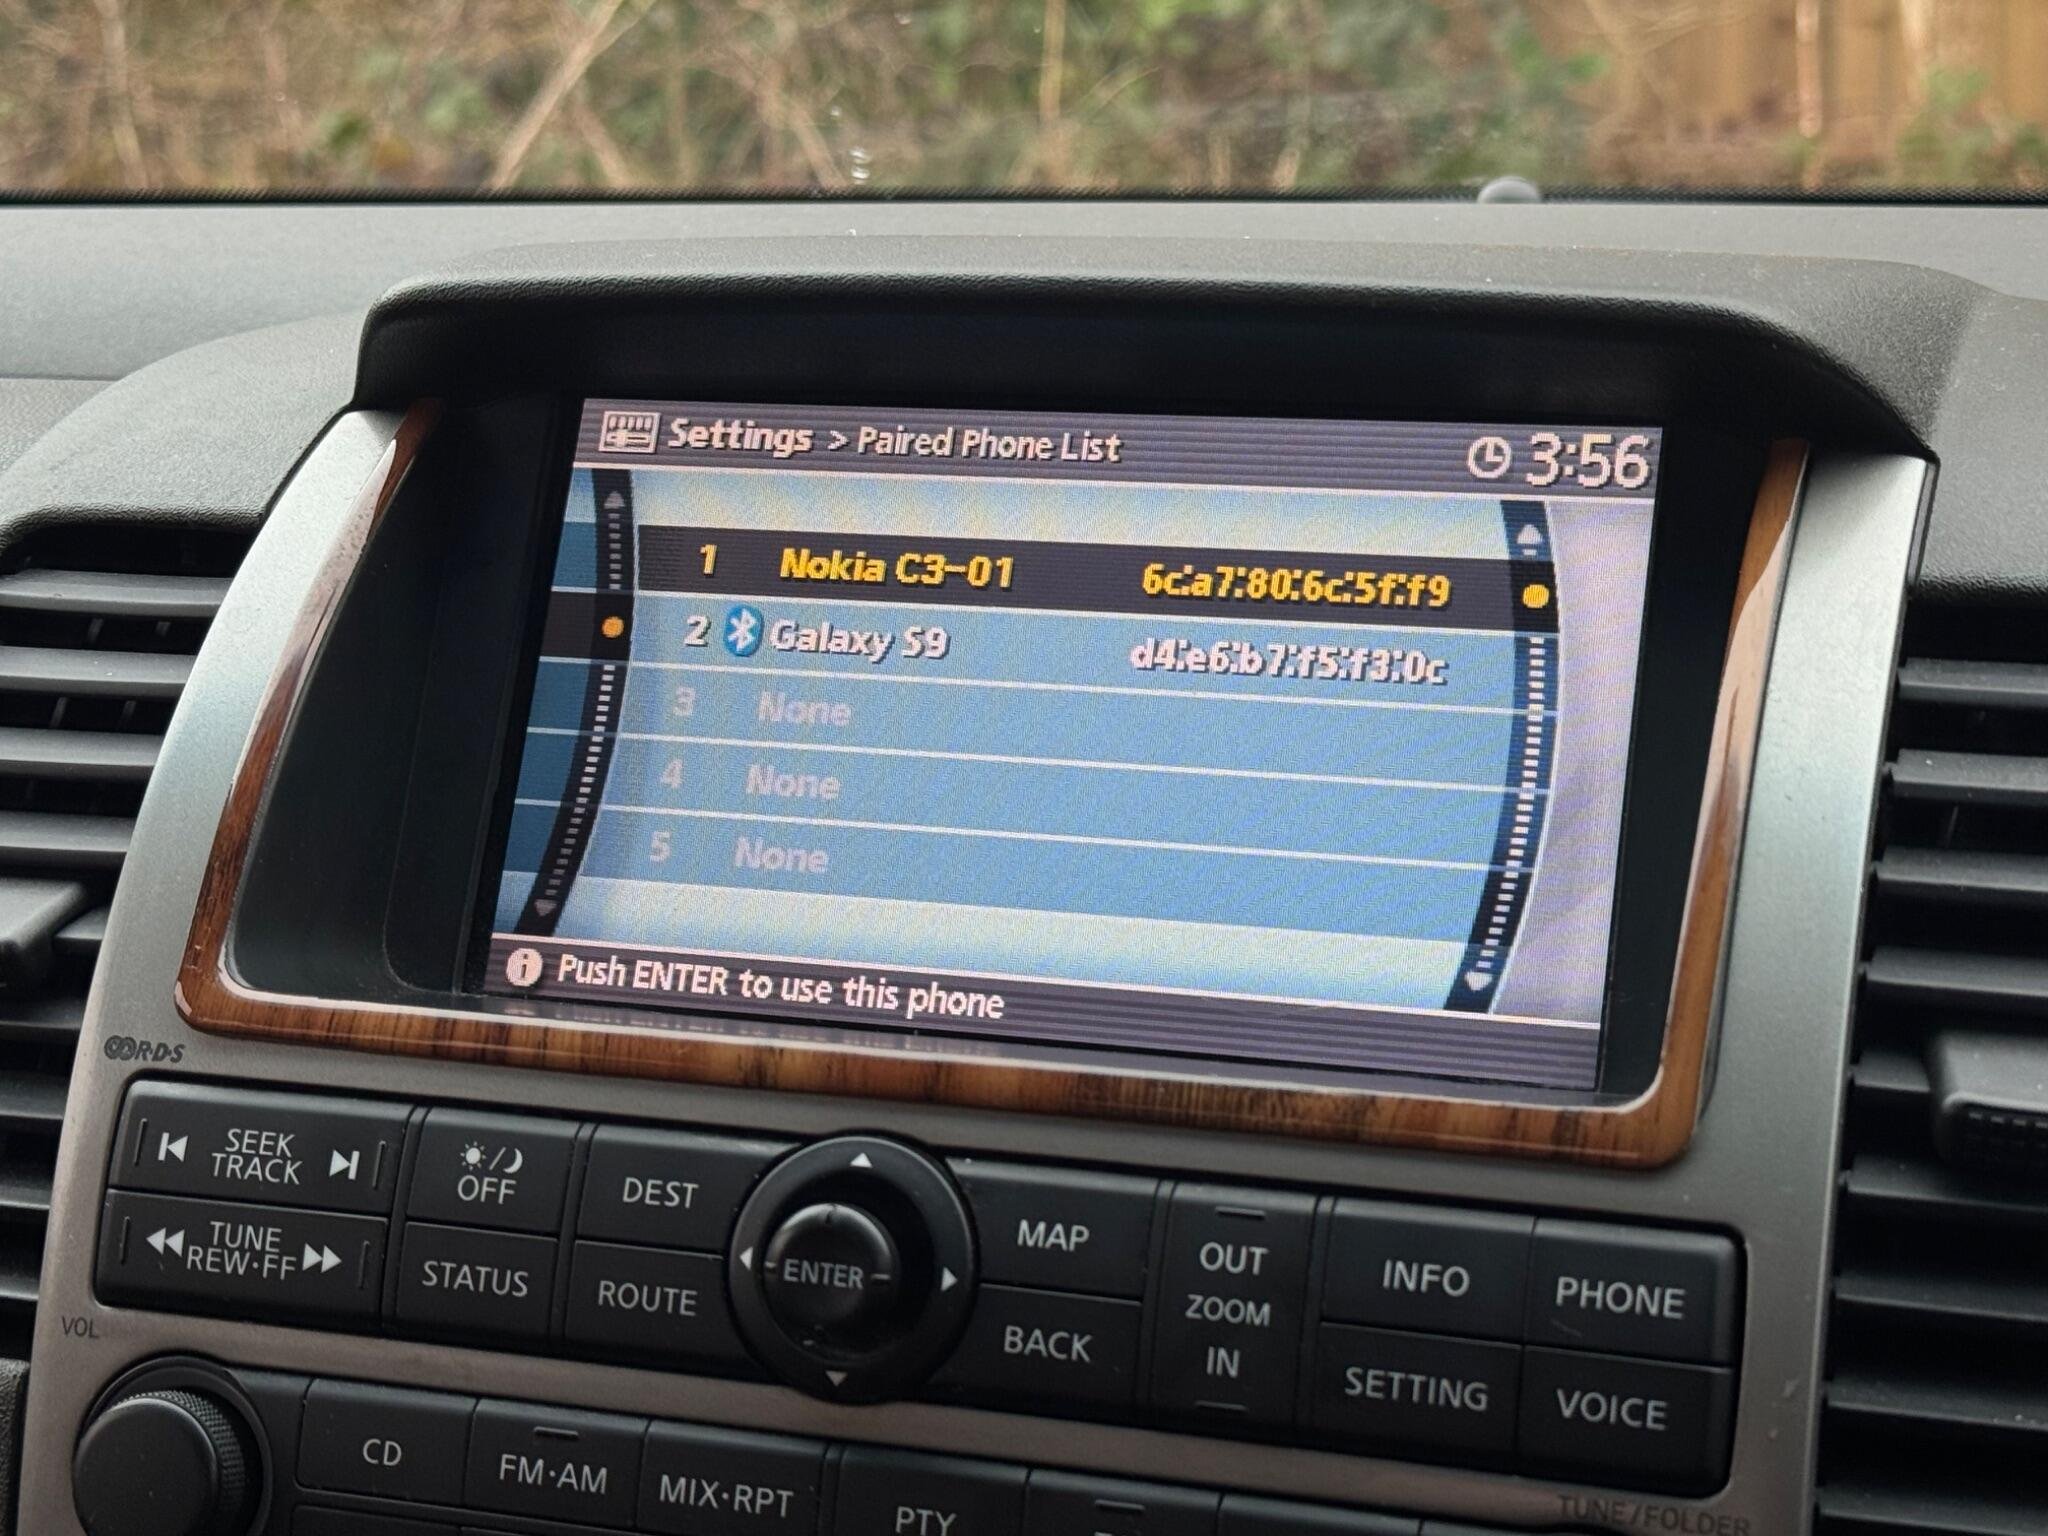 Settings > Paired Phone List 3:56
1 Nokia C3-01 6c:a7:80:6c:5f:f9
2 Galaxy S9 d4:e6:b7:f5:f3:0c
3 None
4 None
5 None
i Push ENTER to use this phone
R·D·S
SEEK
TRACK
OFF
DEST
MAP
OUT
ZOOM
IN
INFO
PHONE
TUNE
REW·FF
STATUS
ROUTE
ENTER
BACK
SETTING
VOICE
VOL
CD
FM·AM
MIX·RPT
PTY
TUNE/FOLDER